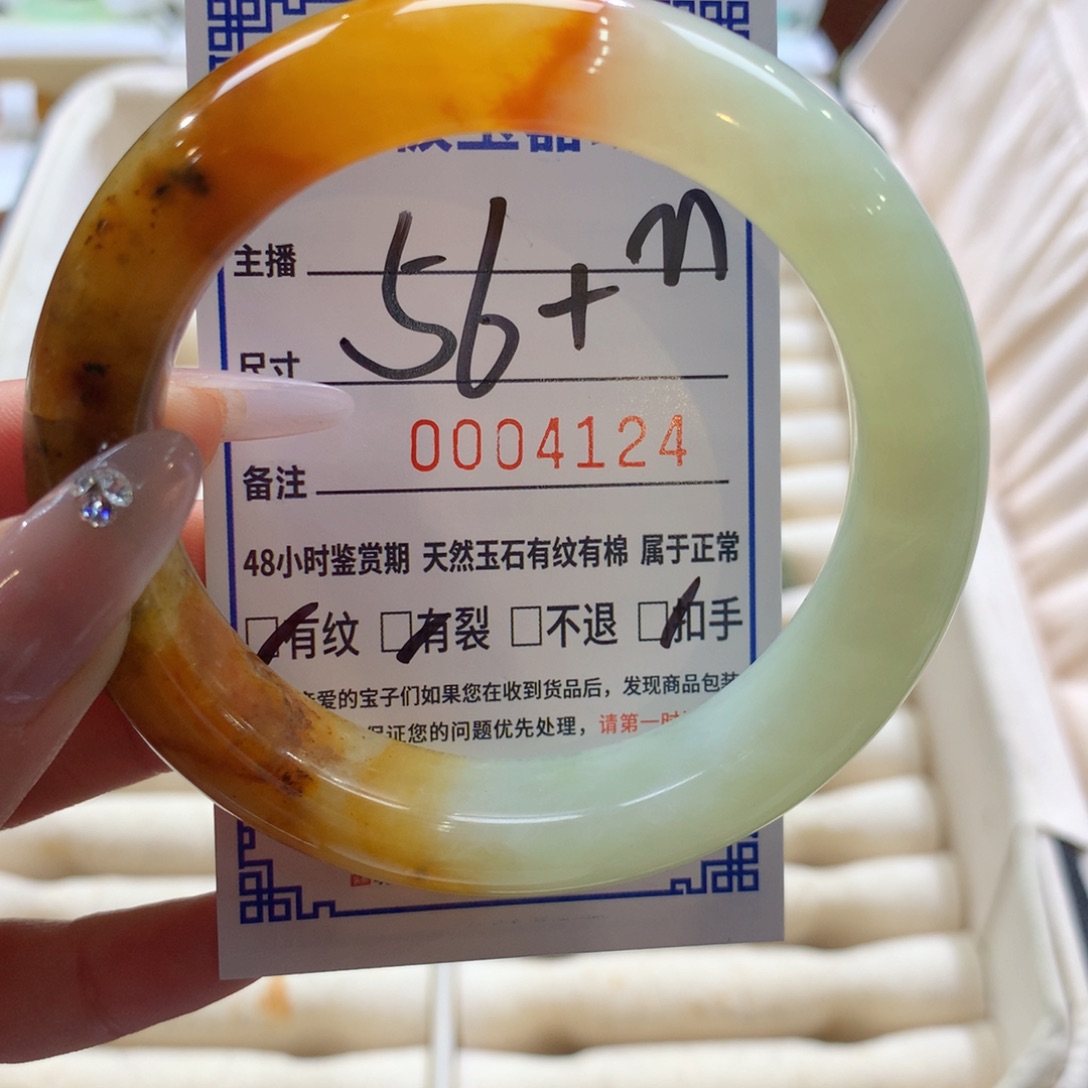 主播
56+n
尺寸
0004124
备注
48小时鉴赏期 天然玉石有纹有棉 属于正常
□有纹 □有裂 □不退 □扣手
爱的宝子们如果您在收到货品后，发现商品包装
保证您的问题优先处理，请第一时